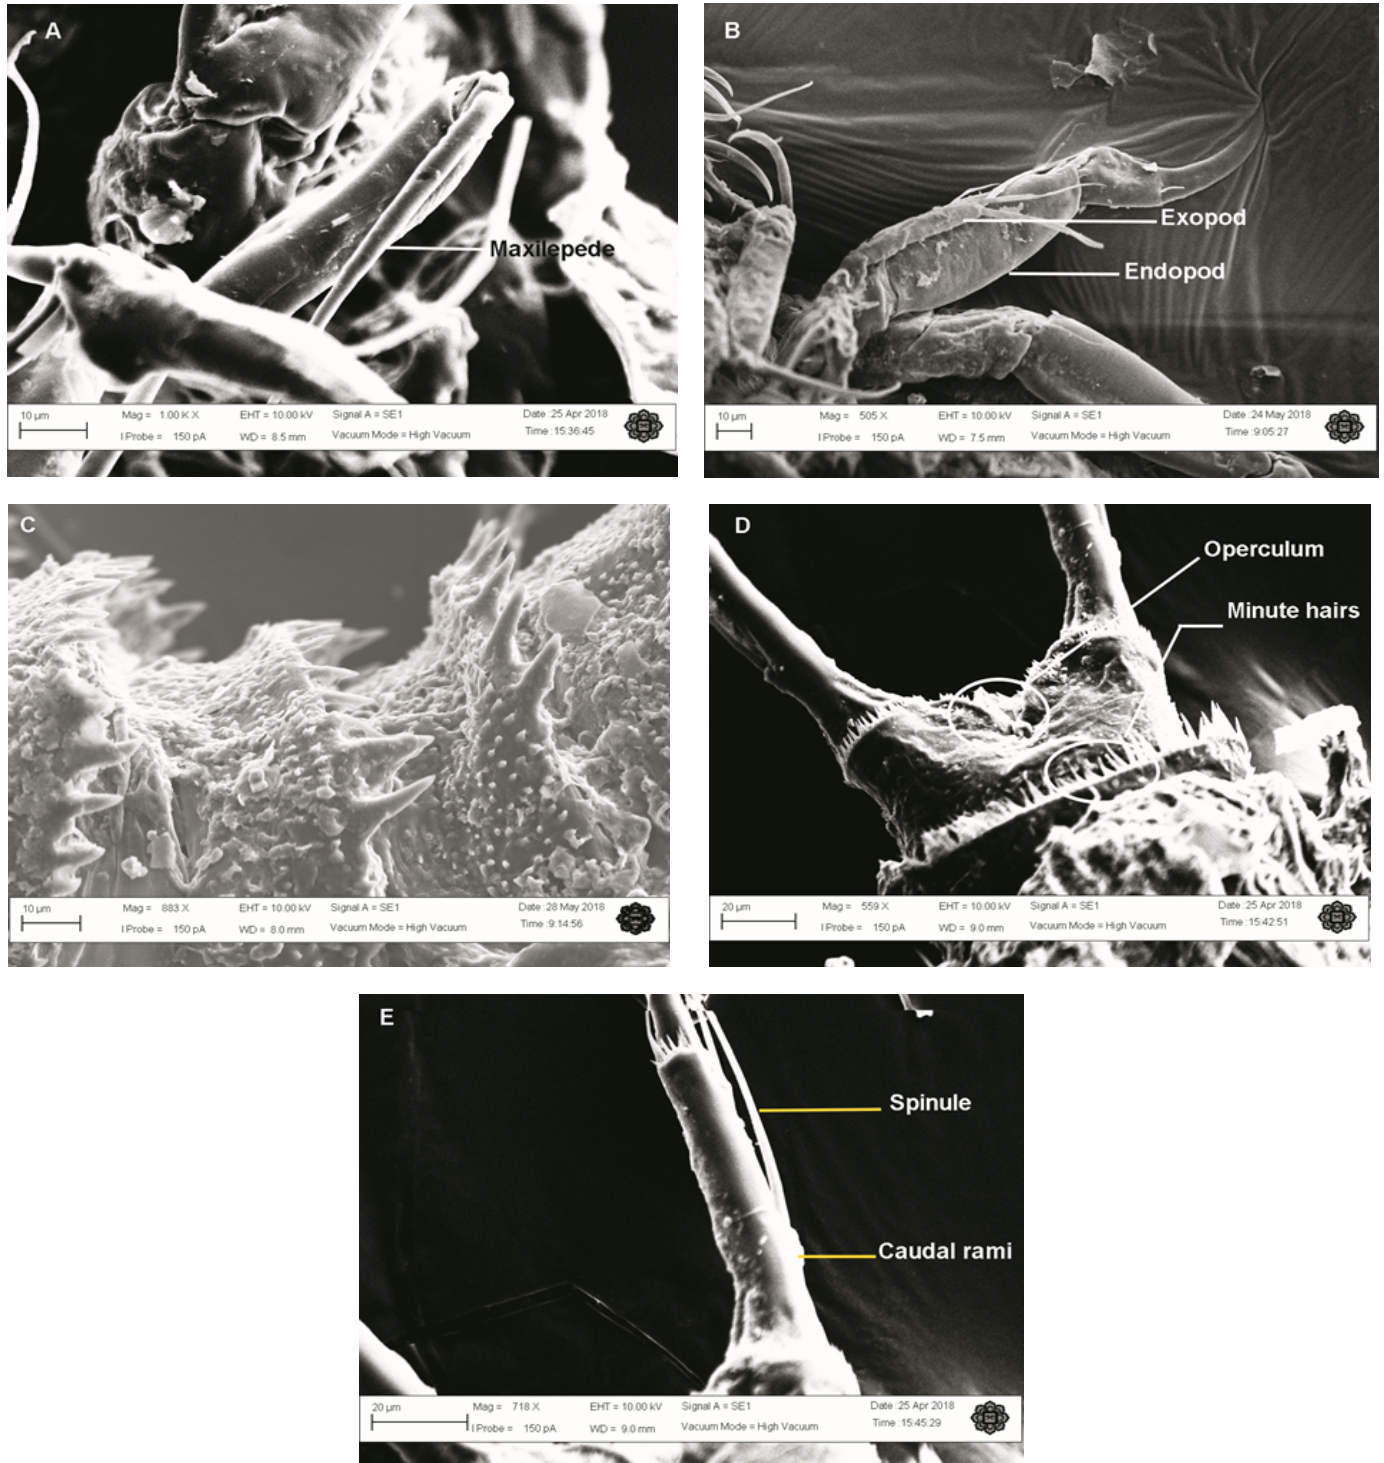 A
Maxilepede
10 µm
Mag = 1.00 K X
EHT = 10.00 kV
Signal A = SE1
Date :25 Apr 2018
I Probe = 150 pA
WD = 8.5 mm
Vacuum Mode = High Vacuum
Time :15:36:45
B
Exopod
Endopod
10 µm
Mag = 505 X
EHT = 10.00 kV
Signal A = SE1
Date :24 May 2018
I Probe = 150 pA
WD = 7.5 mm
Vacuum Mode = High Vacuum
Time :9:05:27
C
10 µm
Mag = 883 X
EHT = 10.00 kV
Signal A = SE1
Date :28 May 2018
I Probe = 150 pA
WD = 8.0 mm
Vacuum Mode = High Vacuum
Time :9:14:56
D
Operculum
Minute hairs
20 µm
Mag = 559 X
EHT = 10.00 kV
Signal A = SE1
Date :25 Apr 2018
I Probe = 150 pA
WD = 9.0 mm
Vacuum Mode = High Vacuum
Time :15:42:51
E
Spinule
Caudal rami
20 µm
Mag = 718 X
EHT = 10.00 kV
Signal A = SE1
Date :25 Apr 2018
I Probe = 150 pA
WD = 9.0 mm
Vacuum Mode = High Vacuum
Time :15:45:29